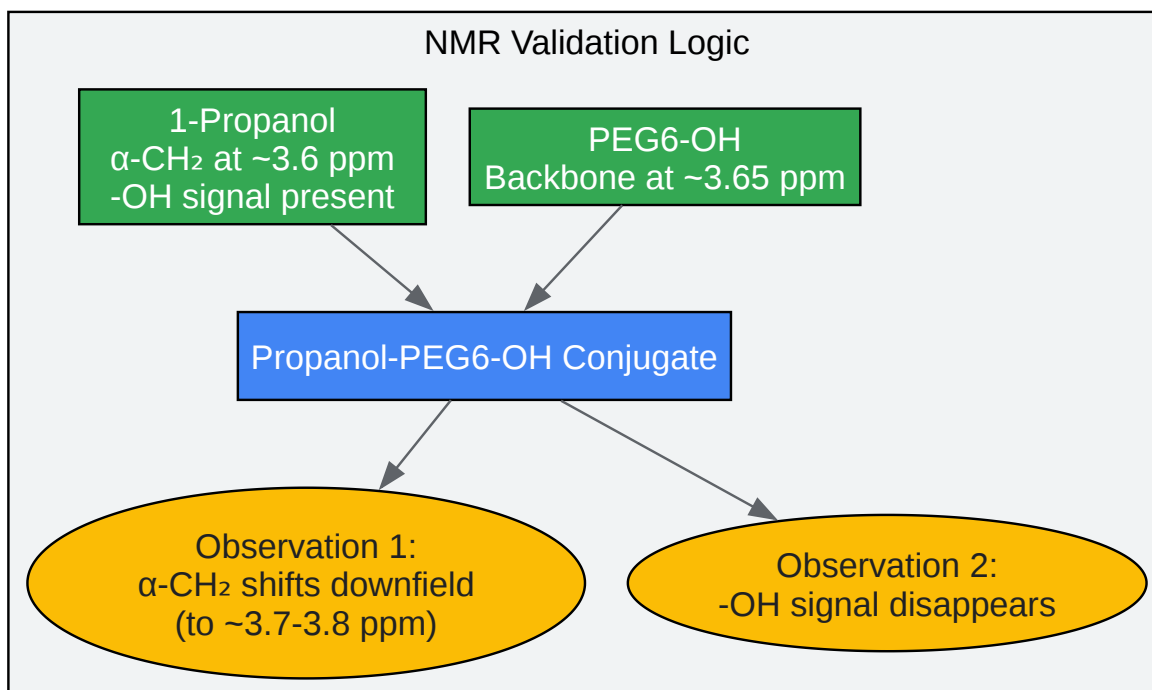 NMR Validation Logic
1-Propanol
α-CH₂ at ~3.6 ppm
-OH signal present
PEG6-OH
Backbone at ~3.65 ppm
Propanol-PEG6-OH Conjugate
Observation 1:
α-CH₂ shifts downfield
(to ~3.7-3.8 ppm)
Observation 2:
-OH signal disappears